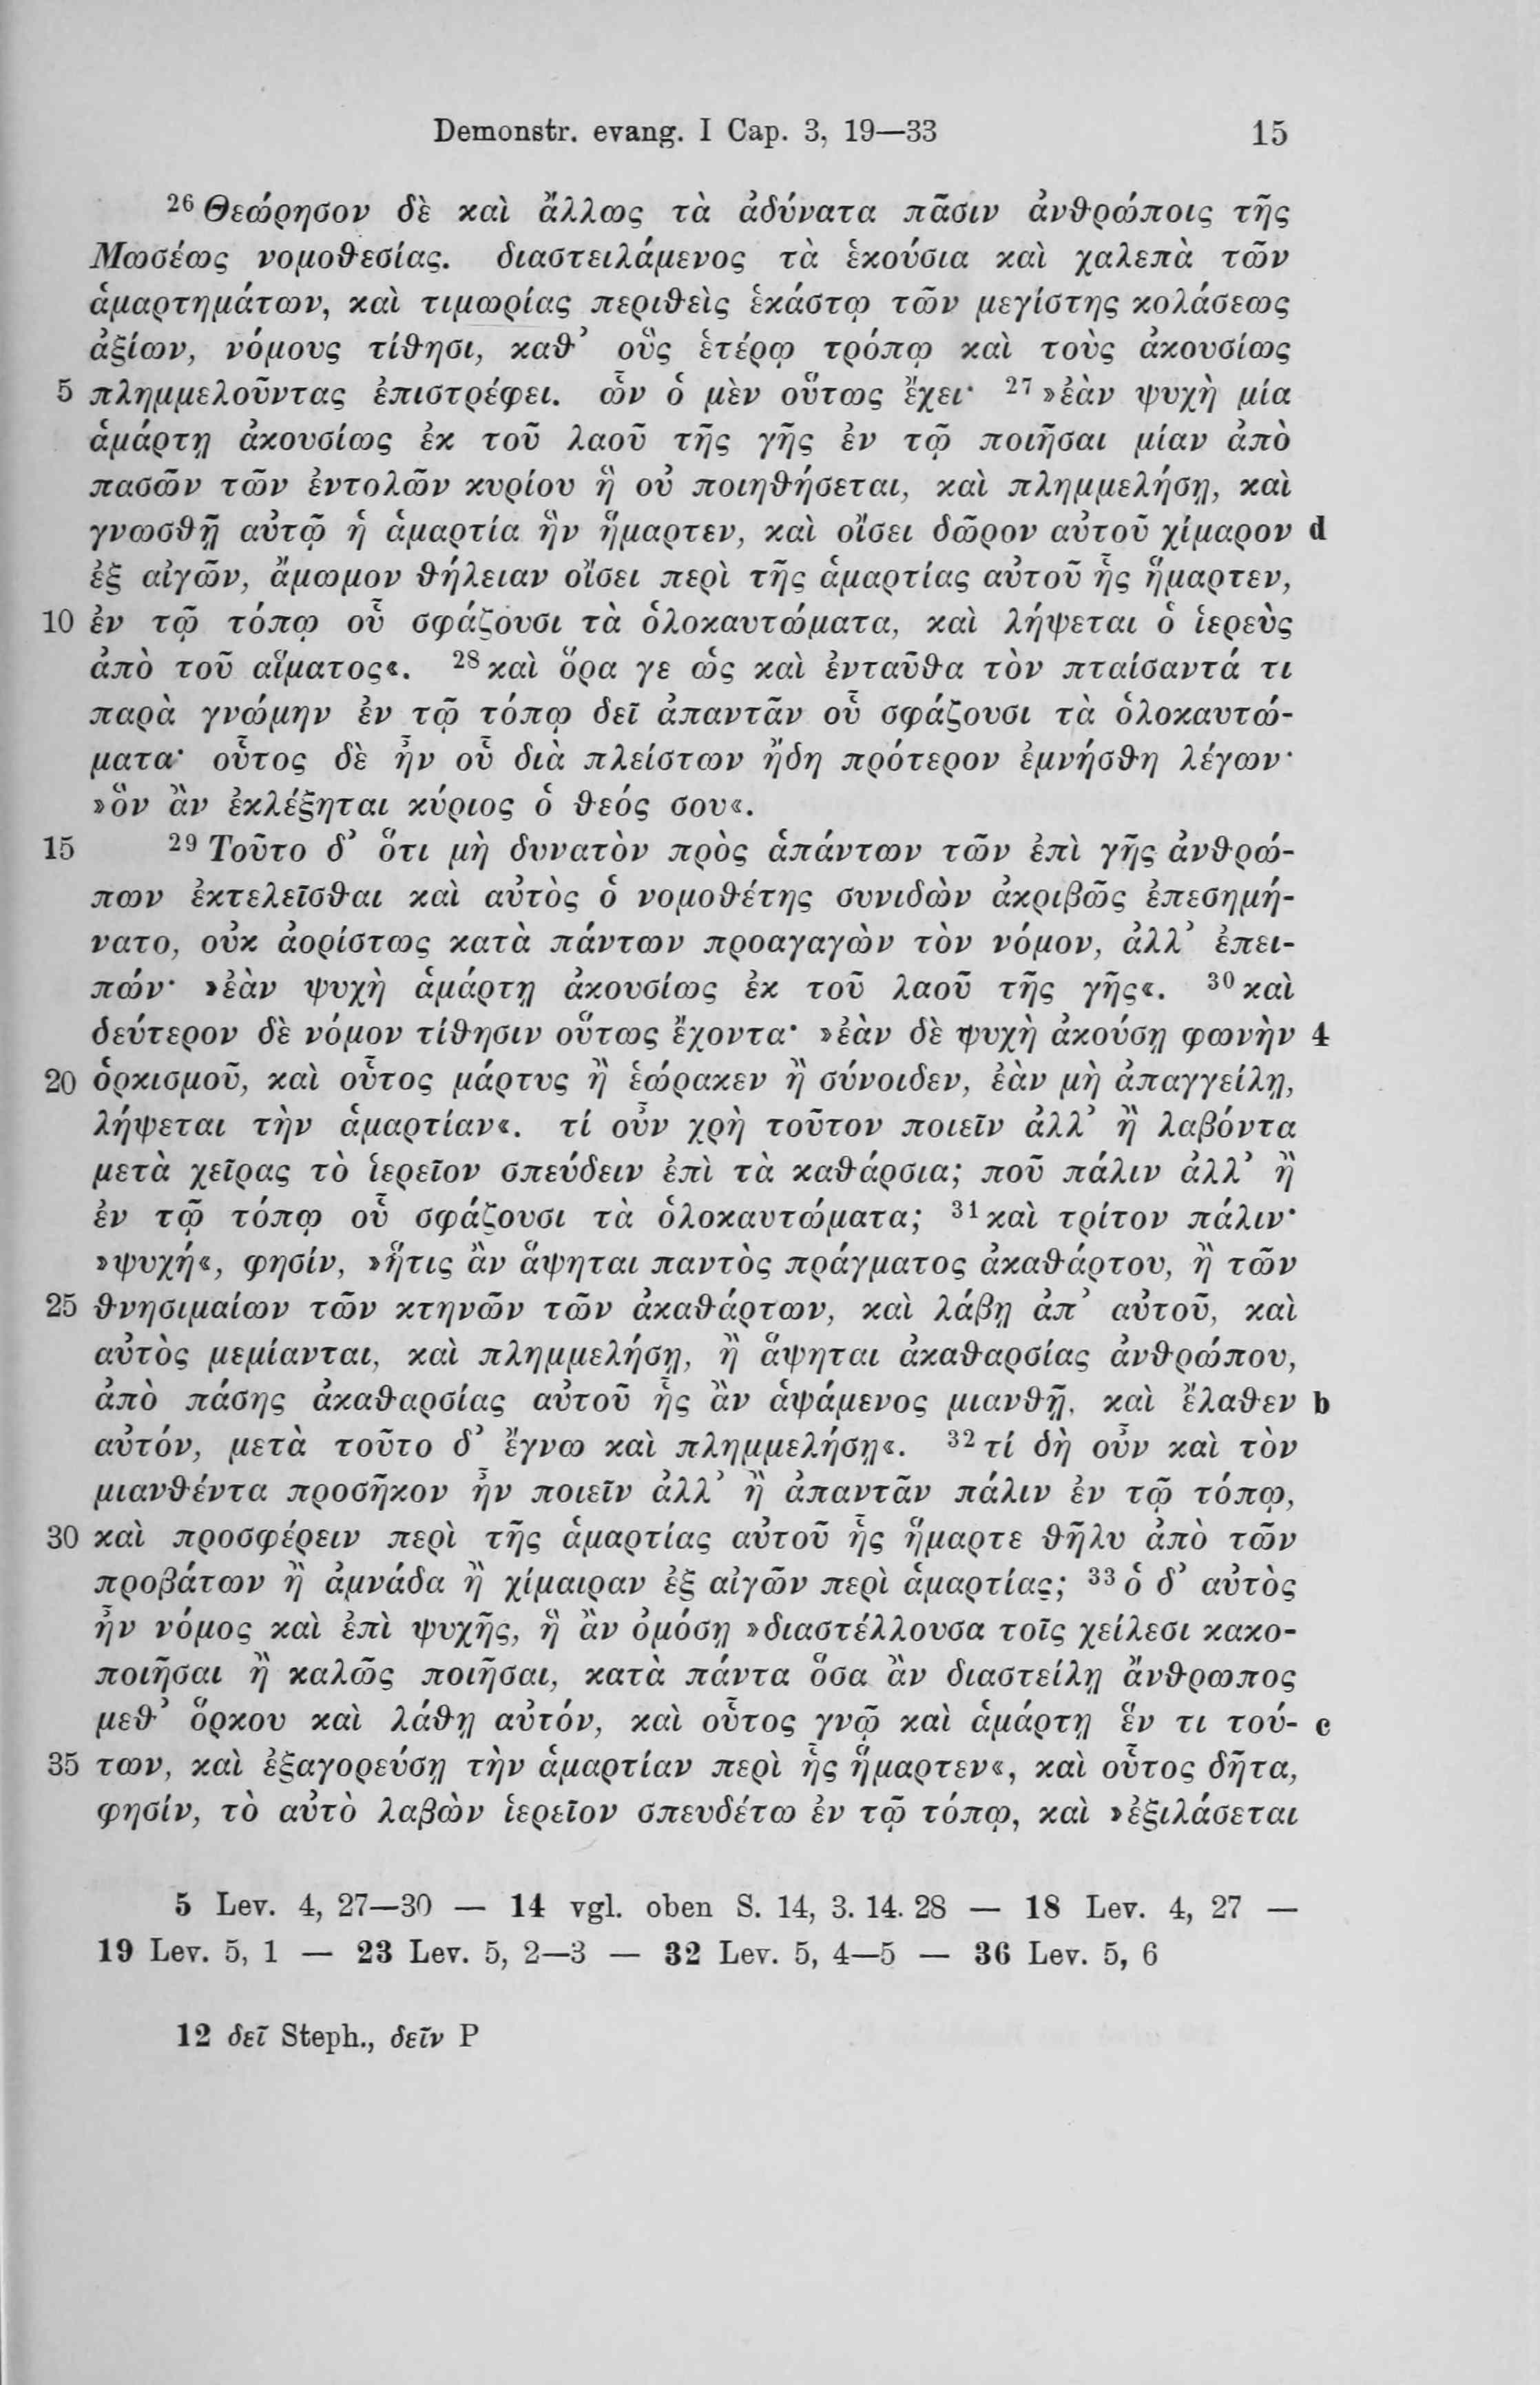 Demonstr. evang. I Cap. 3, 19—33 15
²⁶ Θεώρησον δὲ καὶ ἄλλως τὰ ἀδύνατα πᾶσιν ἀνθρώποις τῆς
Μωσέως νομοθεσίας. διαστειλάμενος τὰ ἑκούσια καὶ χαλεπὰ τῶν
ἁμαρτημάτων, καὶ τιμωρίας περιθεὶς ἑκάστῳ τῶν μεγίστης κολάσεως
ἀξίων, νόμους τίθησι, καθ’ οὓς ἑτέρῳ τρόπῳ καὶ τοὺς ἀκουσίως
5 πλημμελοῦντας ἐπιστρέφει. ὧν ὁ μὲν οὕτως ἔχει· ²⁷ »ἐὰν ψυχὴ μία
ἁμάρτῃ ἀκουσίως ἐκ τοῦ λαοῦ τῆς γῆς ἐν τῷ ποιῆσαι μίαν ἀπὸ
πασῶν τῶν ἐντολῶν κυρίου ἣ οὐ ποιηθήσεται, καὶ πλημμελήσῃ, καὶ
γνωσθῇ αὐτῷ ἡ ἁμαρτία ἣν ἥμαρτεν, καὶ οἴσει δῶρον αὐτοῦ χίμαρον d
ἐξ αἰγῶν, ἄμωμον θήλειαν οἴσει περὶ τῆς ἁμαρτίας αὐτοῦ ἧς ἥμαρτεν,
10 ἐν τῷ τόπῳ οὗ σφάζουσι τὰ ὁλοκαυτώματα, καὶ λήψεται ὁ ἱερεὺς
ἀπὸ τοῦ αἵματος«. ²⁸ καὶ ὅρα γε ὡς καὶ ἐνταῦθα τὸν πταίσαντά τι
παρὰ γνώμην ἐν τῷ τόπῳ δεῖ ἀπαντᾶν οὗ σφάζουσι τὰ ὁλοκαυτώ-
ματα· οὗτος δὲ ἦν οὗ διὰ πλείστων ἤδη πρότερον ἐμνήσθη λέγων·
»ὃν ἂν ἐκλέξηται κύριος ὁ θεός σου«.
15 ²⁹ Τοῦτο δ’ ὅτι μὴ δυνατὸν πρὸς ἁπάντων τῶν ἐπὶ γῆς ἀνθρώ-
πων ἐκτελεῖσθαι καὶ αὐτὸς ὁ νομοθέτης συνιδὼν ἀκριβῶς ἐπεσημή-
νατο, οὐκ ἀορίστως κατὰ πάντων προαγαγὼν τὸν νόμον, ἀλλ’ ἐπει-
πών· »ἐὰν ψυχὴ ἁμάρτῃ ἀκουσίως ἐκ τοῦ λαοῦ τῆς γῆς«. ³⁰ καὶ
δεύτερον δὲ νόμον τίθησιν οὕτως ἔχοντα· »ἐὰν δὲ ψυχὴ ἀκούσῃ φωνὴν 4
20 ὁρκισμοῦ, καὶ οὗτος μάρτυς ἢ ἑώρακεν ἢ σύνοιδεν, ἐὰν μὴ ἀπαγγείλῃ,
λήψεται τὴν ἁμαρτίαν«. τί οὖν χρὴ τοῦτον ποιεῖν ἀλλ’ ἢ λαβόντα
μετὰ χεῖρας τὸ ἱερεῖον σπεύδειν ἐπὶ τὰ καθάρσια; ποῦ πάλιν ἀλλ’ ἢ
ἐν τῷ τόπῳ οὗ σφάζουσι τὰ ὁλοκαυτώματα; ³¹ καὶ τρίτον πάλιν·
»ψυχή«, φησίν, »ἥτις ἂν ἅψηται παντὸς πράγματος ἀκαθάρτου, ἢ τῶν
25 θνησιμαίων τῶν κτηνῶν τῶν ἀκαθάρτων, καὶ λάβῃ ἀπ’ αὐτοῦ, καὶ
αὐτὸς μεμίανται, καὶ πλημμελήσῃ, ἢ ἅψηται ἀκαθαρσίας ἀνθρώπου,
ἀπὸ πάσης ἀκαθαρσίας αὐτοῦ ἧς ἂν ἁψάμενος μιανθῇ, καὶ ἔλαθεν b
αὐτόν, μετὰ τοῦτο δ’ ἔγνω καὶ πλημμελήσῃ«. ³² τί δὴ οὖν καὶ τὸν
μιανθέντα προσῆκον ἦν ποιεῖν ἀλλ’ ἢ ἀπαντᾶν πάλιν ἐν τῷ τόπῳ,
30 καὶ προσφέρειν περὶ τῆς ἁμαρτίας αὐτοῦ ἧς ἥμαρτε θῆλυ ἀπὸ τῶν
προβάτων ἢ ἀμνάδα ἢ χίμαιραν ἐξ αἰγῶν περὶ ἁμαρτίας; ³³ ὁ δ’ αὐτὸς
ἦν νόμος καὶ ἐπὶ ψυχῆς, ἣ ἂν ὀμόσῃ »διαστέλλουσα τοῖς χείλεσι κακο-
ποιῆσαι ἢ καλῶς ποιῆσαι, κατὰ πάντα ὅσα ἂν διαστείλῃ ἄνθρωπος
μεθ’ ὅρκου καὶ λάθῃ αὐτόν, καὶ οὗτος γνῷ καὶ ἁμάρτῃ ἕν τι τού- c
35 των, καὶ ἐξαγορεύσῃ τὴν ἁμαρτίαν περὶ ἧς ἥμαρτεν«, καὶ οὗτος δῆτα,
φησίν, τὸ αὐτὸ λαβὼν ἱερεῖον σπευδέτω ἐν τῷ τόπῳ, καὶ »ἐξιλάσεται
5 Lev. 4, 27—30 — 14 vgl. oben S. 14, 3. 14. 28 — 18 Lev. 4, 27 —
19 Lev. 5, 1 — 23 Lev. 5, 2—3 — 32 Lev. 5, 4—5 — 36 Lev. 5, 6
12 δεῖ Steph., δεῖν P